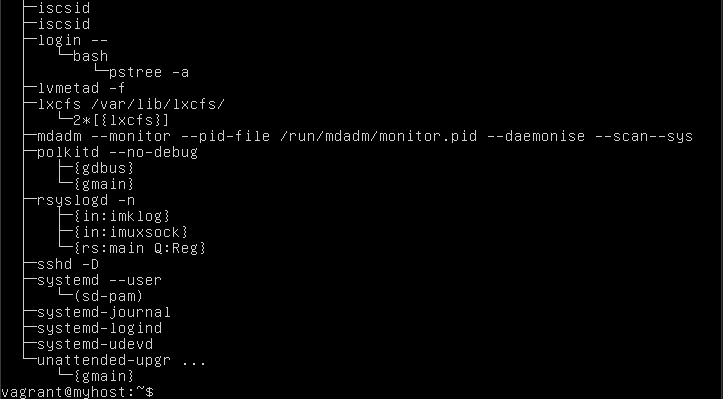 ├─iscsid
├─iscsid
├─login --
│   └─bash
│       └─pstree -a
├─lvmetad -f
├─lxcfs /var/lib/lxcfs/
│   └─2*[{lxcfs}]
├─mdadm --monitor --pid-file /run/mdadm/monitor.pid --daemonise --scan--sys
├─polkitd --no-debug
│   ├─{gdbus}
│   └─{gmain}
├─rsyslogd -n
│   ├─{in:imklog}
│   ├─{in:imuxsock}
│   └─{rs:main Q:Reg}
├─sshd -D
├─systemd --user
│   └─(sd-pam)
├─systemd-journal
├─systemd-logind
├─systemd-udevd
└─unattended-upgr ...
    └─{gmain}
vagrant@myhost:~$